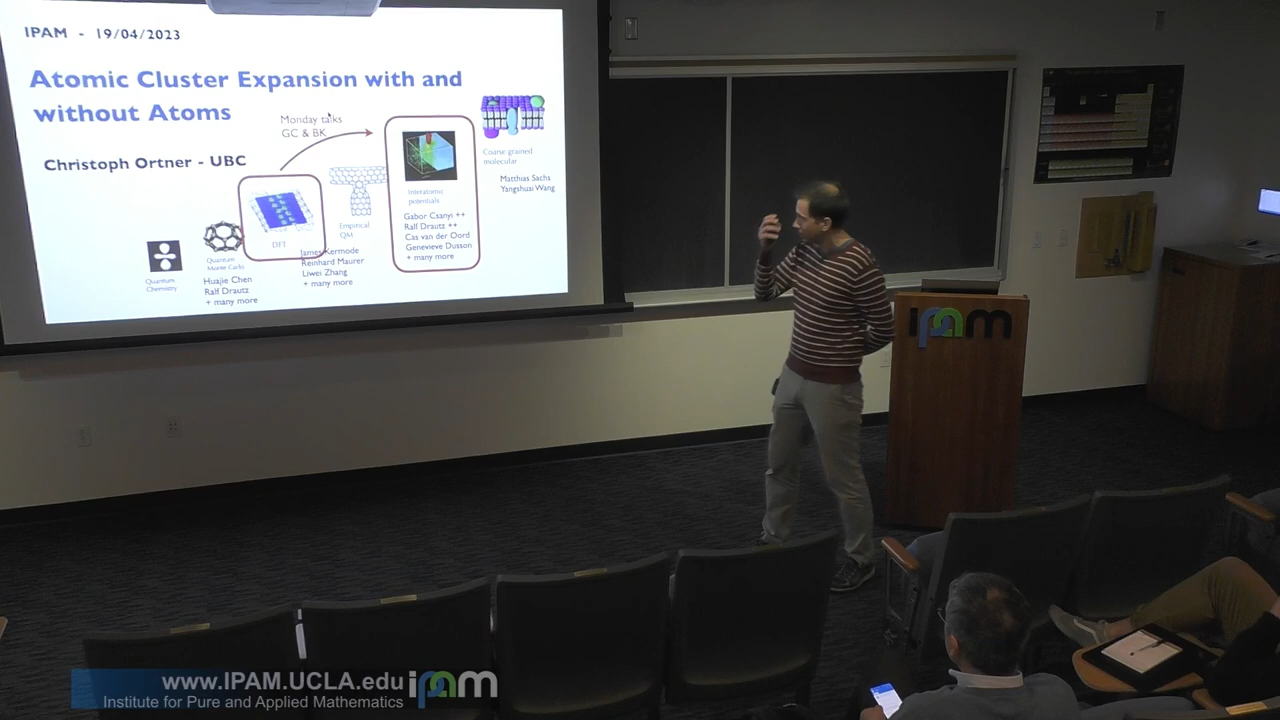 IPAM - 19/04/2023
Atomic Cluster Expansion with and
without Atoms
Monday talks
GC & BK
Christoph Ortner - UBC
Coarse grained
molecular
Matthias Sachs
Yangshuai Wang
Interatomic
potentials
Gabor Csanyi ++
Ralf Drautz ++
Cas van der Oord
Genevieve Dusson
+ many more
Empirical
QM
DFT
James Kermode
Reinhard Maurer
Liwei Zhang
+ many more
Quantum
Monte Carlo
Huajie Chen
Ralf Drautz
+ many more
Quantum
Chemistry
ipam
www.IPAM.UCLA.edu
Institute for Pure and Applied Mathematics
ipam